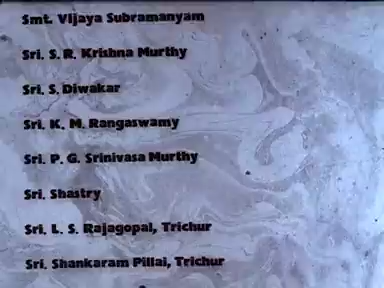 Smt. Vijaya Subramanyam
Sri. S. R. Krishna Murthy
Sri. S. Diwakar
Sri. K. M. Rangaswamy
Sri. P. G. Srinivasa Murthy
Sri. Shastry
Sri. L. S. Rajagopal, Trichur
Sri. Shankaram Pillai, Trichur